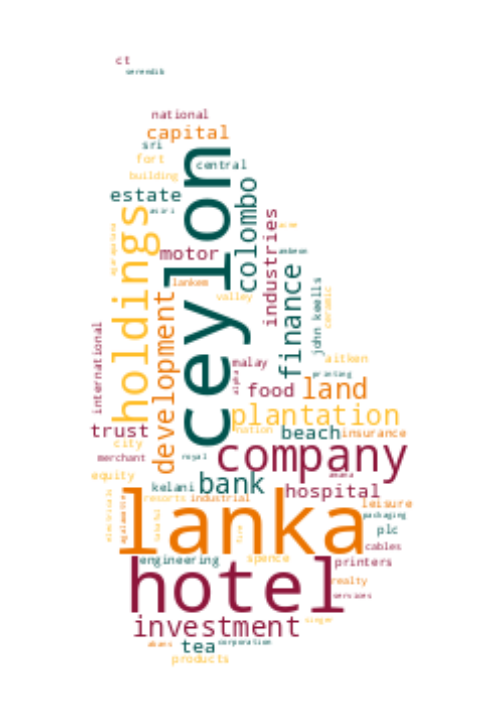 ct
serendib
national
capital
sri
fort
central
building
estate
ceylon
holdings
colombo
industries
motor
lankem
valley
development
finance
john keells
ceramic
international
malay
alpha
aitken
printing
food
land
plantation
trust
nation
beach
insurance
city
merchant
royal
company
equity
kelani
bank
hospital
resorts
industrial
leisure
packaging
lanka
plc
cables
engineering
spence
printers
hotel
realty
services
investment
singer
tea
corporation
products